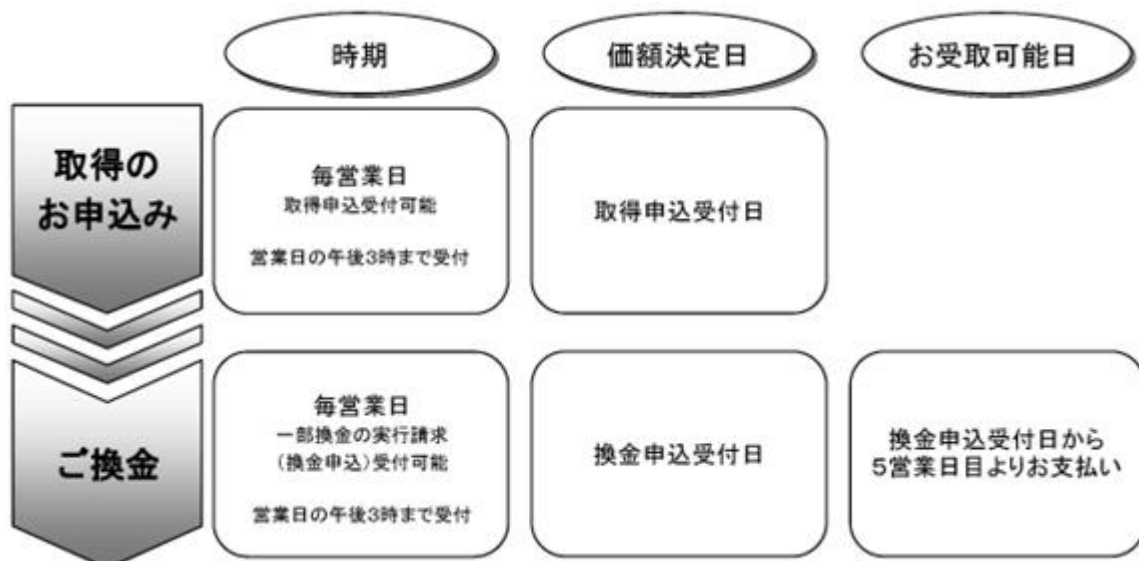 時期
価額決定日
お受取可能日
取得の
お申込み
毎営業日
取得申込受付可能
営業日の午後3時まで受付
取得申込受付日
ご換金
毎営業日
一部換金の実行請求
(換金申込)受付可能
営業日の午後3時まで受付
換金申込受付日
換金申込受付日から
5営業日目よりお支払い